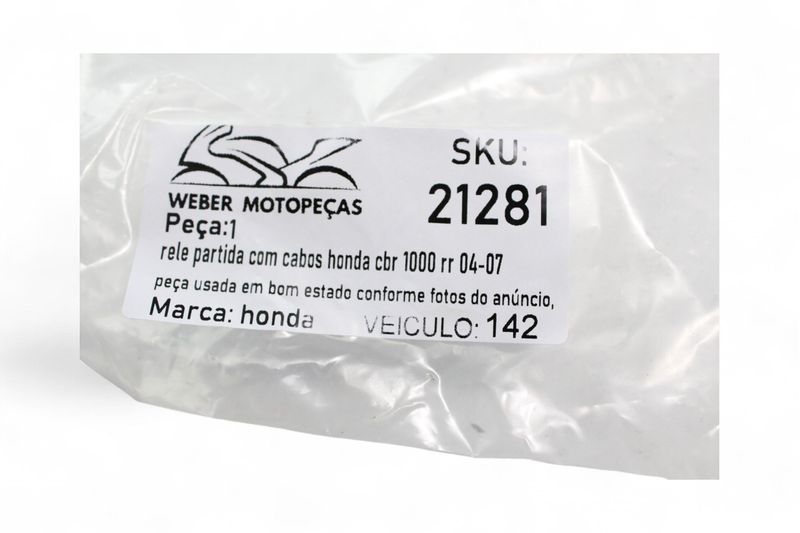 WEBER MOTOPEÇAS
SKU:
21281
Peça:1
rele partida com cabos honda cbr 1000 rr 04-07
peça usada em bom estado conforme fotos do anúncio,
Marca: honda VEICULO: 142